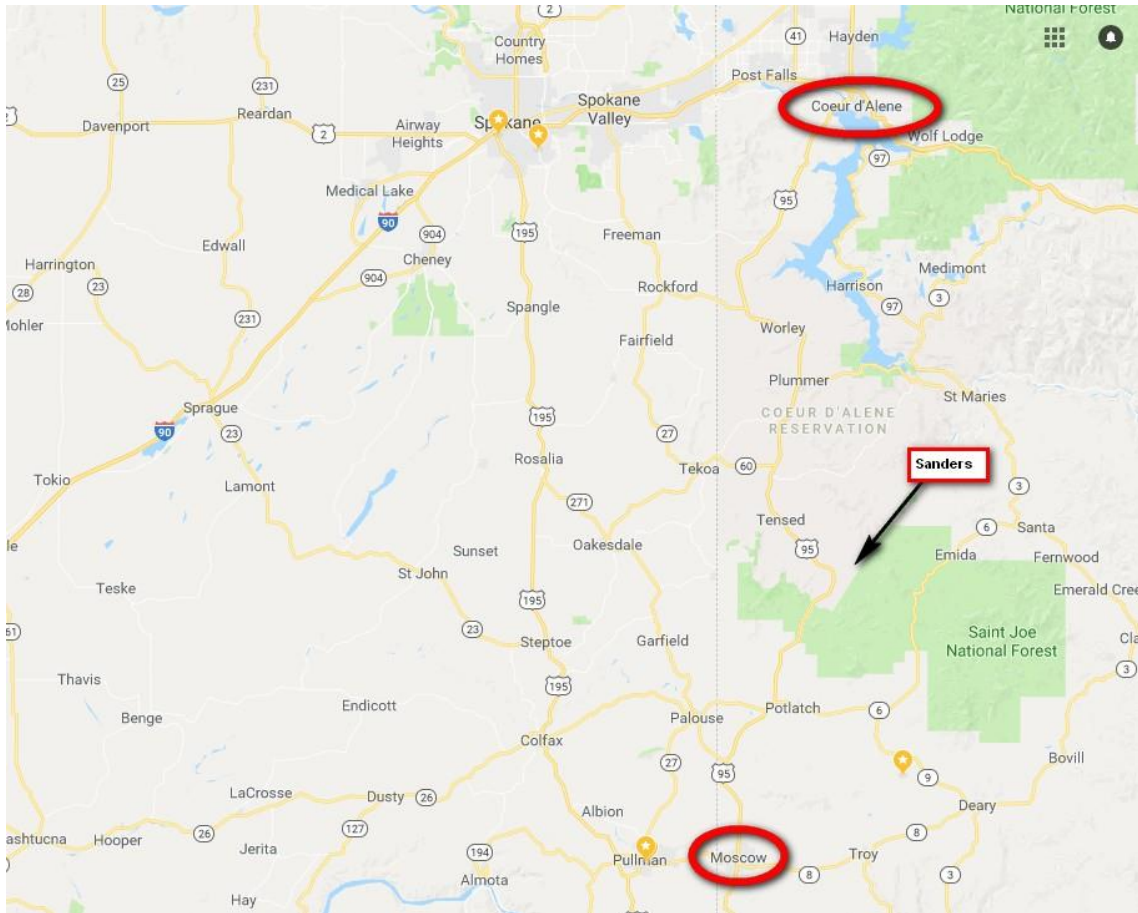 National Forest
2
Country
Homes
41
Hayden
25
231
Post Falls
Spokane
Valley
Coeur d'Alene
Reardan
Davenport
2
Airway
Heights
Spokane
Wolf Lodge
97
Medical Lake
95
90
904
195
Freeman
Edwall
Cheney
Harrington
23
904
Medimont
28
Rockford
Harrison
3
97
Spangle
231
Worley
Fairfield
Plummer
St Maries
Sprague
COEUR D'ALENE
RESERVATION
195
90
23
27
Rosalia
Tekoa
60
Sanders
Tokio
Lamont
3
271
Tensed
6
Santa
Sunset
Oakesdale
95
Emida
Fernwood
St John
Teske
Emerald Cree
195
23
Steptoe
Garfield
Saint Joe
National Forest
3
Thavis
195
Endicott
Potlatch
6
Benge
Palouse
Colfax
27
95
9
Bovill
LaCrosse
Dusty
26
Albion
Deary
Hooper
26
127
8
Jerita
194
Pullman
Moscow
Troy
8
3
Almota
Hay